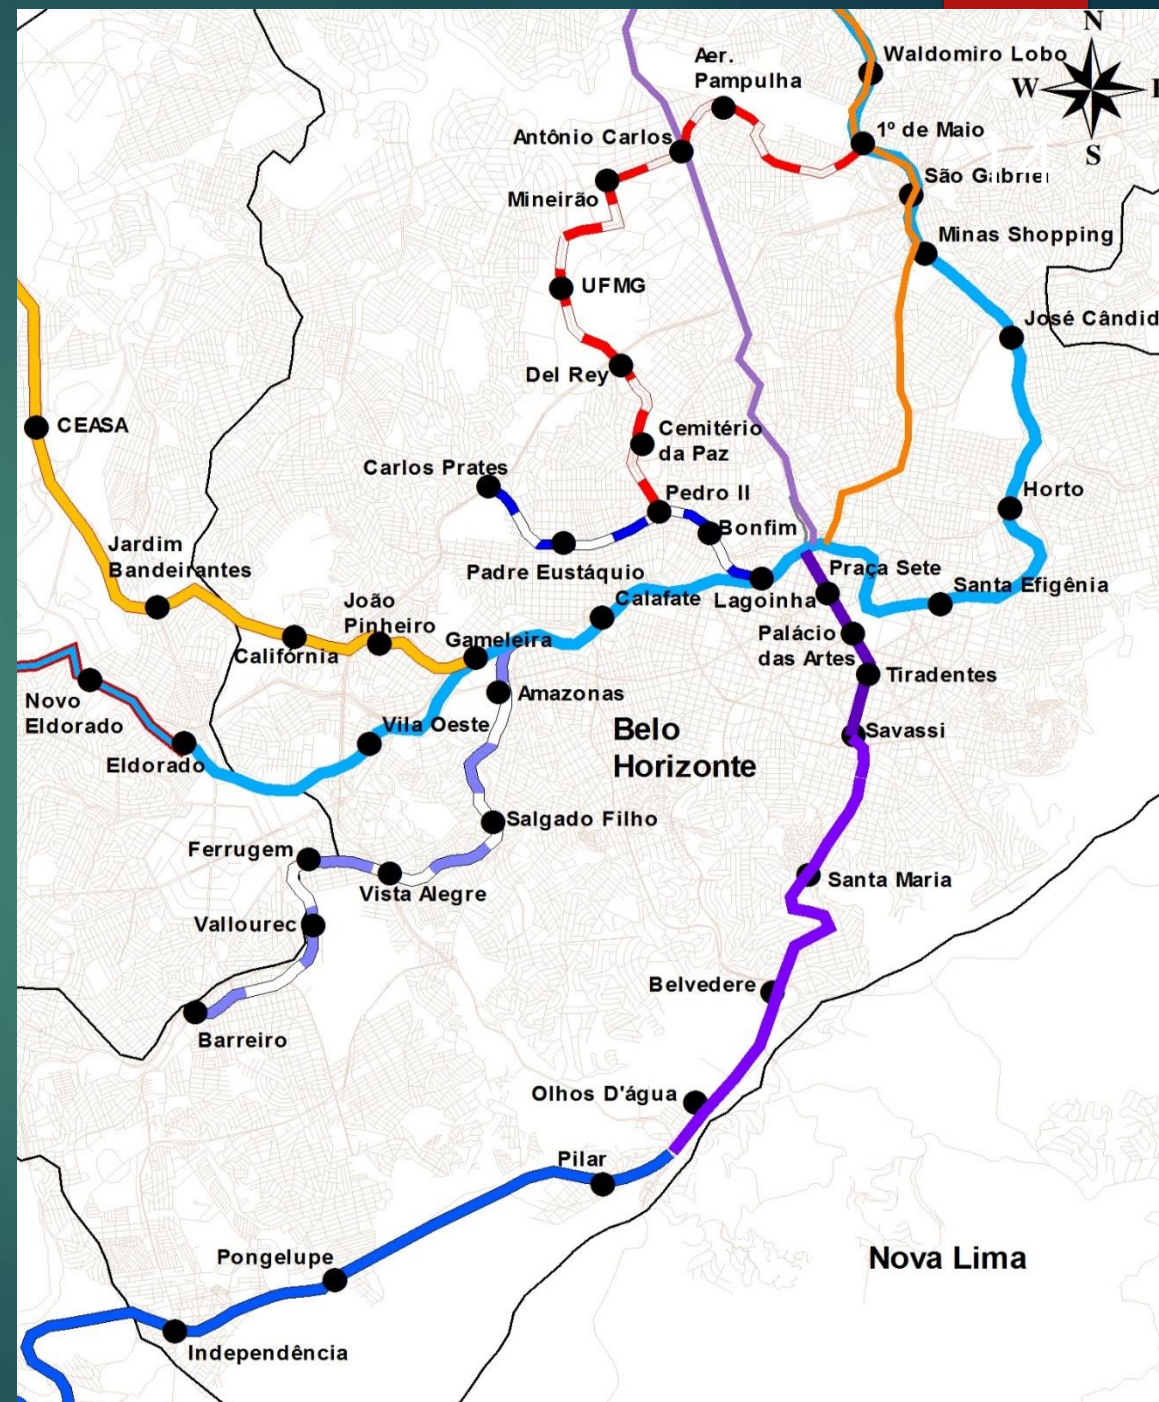 N
Waldomiro Lobo
Aer.
Pampulha
W
Antônio Carlos
1º de Maio
S
São Gabriel
Mineirão
Minas Shopping
UFMG
José Cândid
Del Rey
CEASA
Cemitério
da Paz
Carlos Prates
Pedro II
Horto
Bonfim
Jardim
Bandeirantes
Padre Eustáquio
Praça Sete
Santa Efigênia
João
Pinheiro
Calafate
Lagoinha
Gameleira
Califórnia
Palácio
das Artes
Tiradentes
Novo
Eldorado
Amazonas
Vila Oeste
Belo
Horizonte
Savassi
Eldorado
Salgado Filho
Ferrugem
Vista Alegre
Santa Maria
Vallourec
Belvedere
Barreiro
Olhos D'água
Pilar
Pongelupe
Nova Lima
Independência